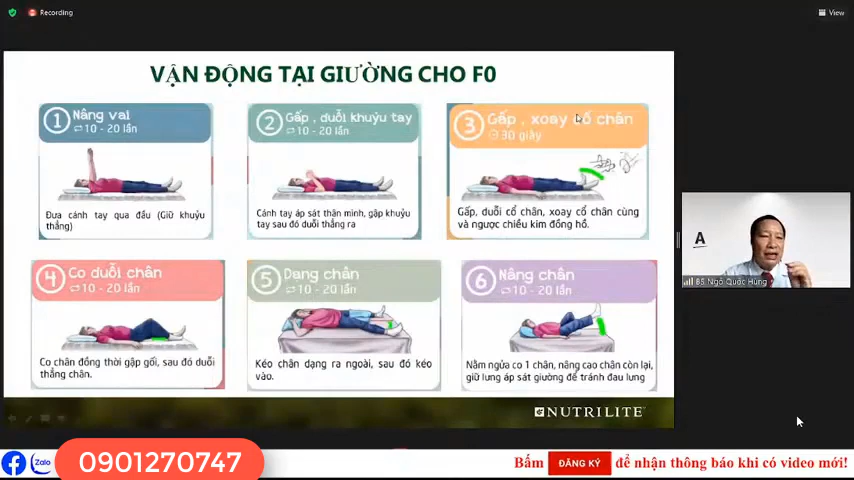 Recording
View
VẬN ĐỘNG TẠI GIƯỜNG CHO F0
1 Nâng vai
10 - 20 lần
Đưa cánh tay qua đầu (Giữ khuỷu
thẳng)
2 Gấp , duỗi khuỷu tay
10 - 20 lần
Cánh tay áp sát thân mình, gập khuỷu
tay sau đó duỗi thẳng ra
3 Gấp , xoay cổ chân
30 giây
Gấp, duỗi cổ chân, xoay cổ chân cùng
và ngược chiều kim đồng hồ.
4 Co duỗi chân
10 - 20 lần
Co chân đồng thời gập gối, sau đó duỗi
thẳng chân.
5 Dang chân
10 - 20 lần
Kéo chân dạng ra ngoài, sau đó kéo
vào.
6 Nâng chân
10 - 20 lần
Nằm ngửa co 1 chân, nâng cao chân còn lại,
giữ lưng áp sát giường để tránh đau lưng
NUTRILITE
A
BS Ngô Quốc Hùng
Zalo
0901270747
Bấm ĐĂNG KÝ để nhận thông báo khi có video mới!